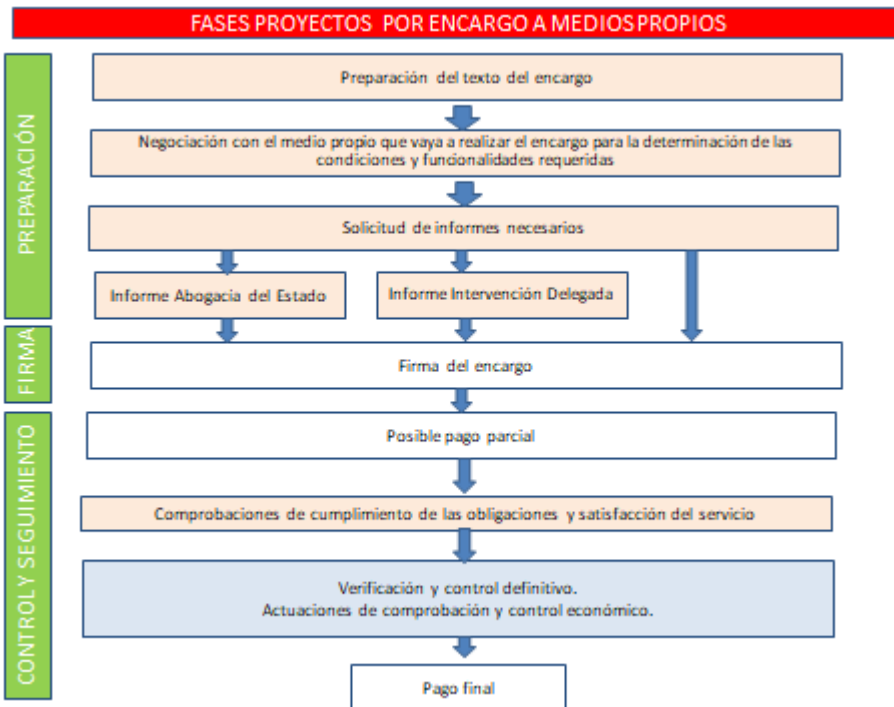 FASES PROYECTOS POR ENCARGO A MEDIOS PROPIOS
PREPARACIÓN
Preparación del texto del encargo
Negociación con el medio propio que vaya a realizar el encargo para la determinación de las
condiciones y funcionalidades requeridas
Solicitud de informes necesarios
Informe Abogacia del Estado
Informe Intervención Delegada
FIRMA
Firma del encargo
CONTROL Y SEGUIMIENTO
Posible pago parcial
Comprobaciones de cumplimiento de las obligaciones y satisfacción del servicio
Verificación y control definitivo.
Actuaciones de comprobación y control económico.
Pago final